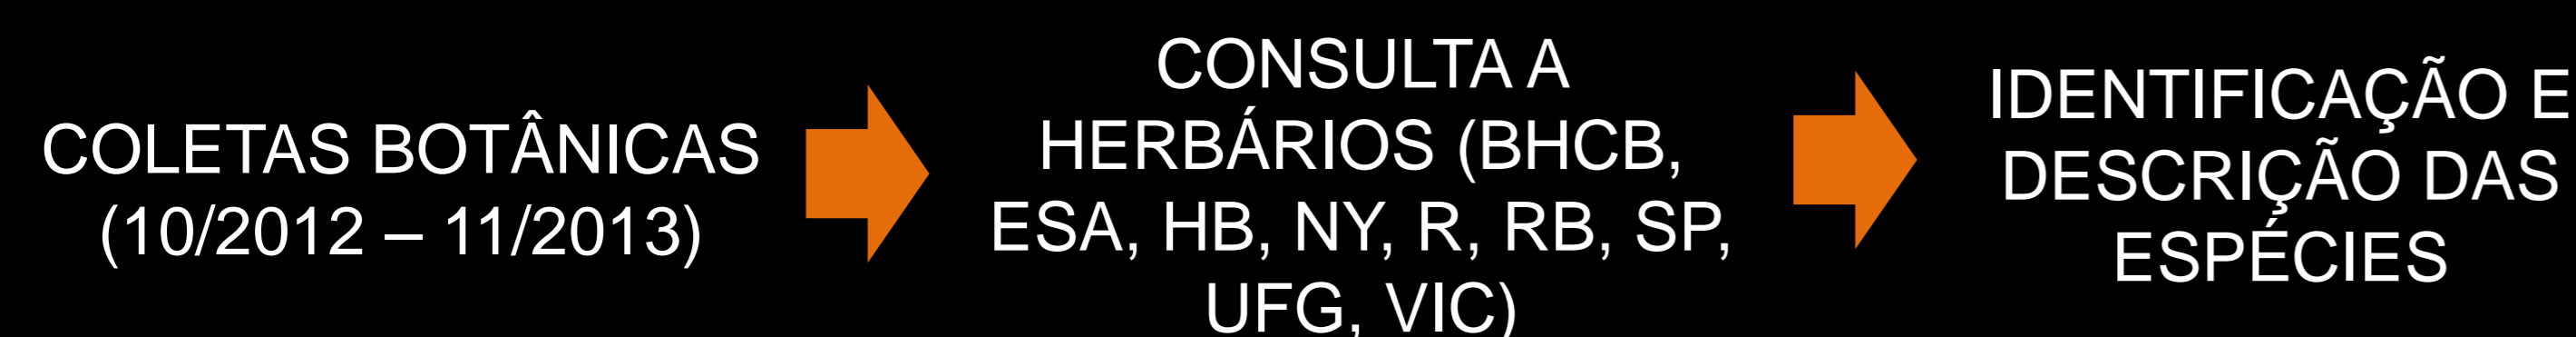 COLETAS BOTÂNICAS
(10/2012 – 11/2013)
CONSULTA A
HERBÁRIOS (BHCB,
ESA, HB, NY, R, RB, SP,
UFG, VIC)
IDENTIFICAÇÃO E
DESCRIÇÃO DAS
ESPÉCIES